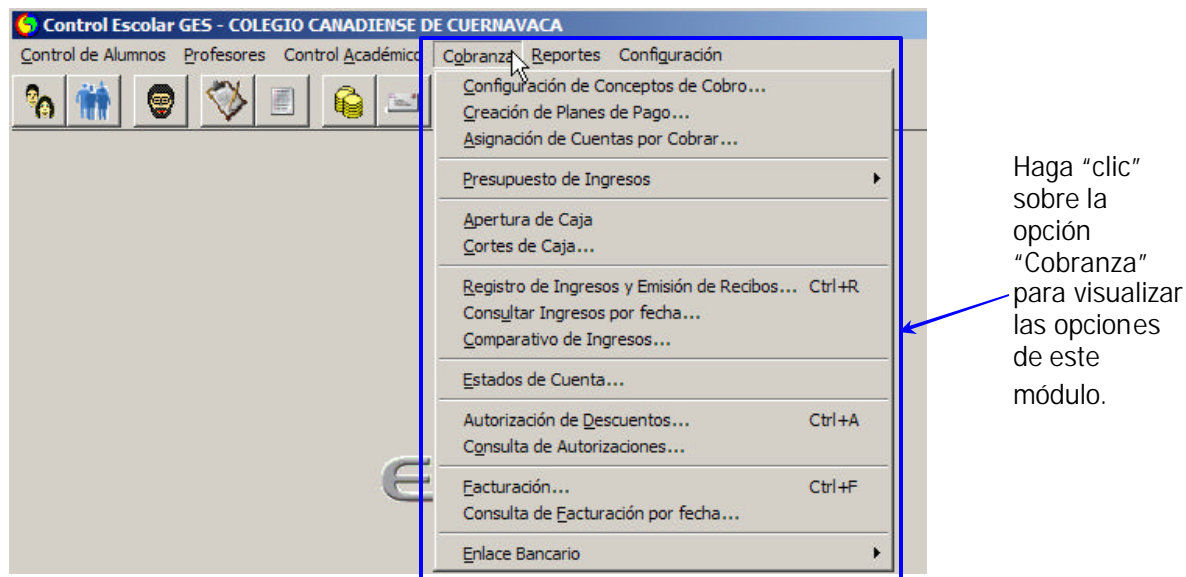 Control Escolar GES - COLEGIO CANADIENSE DE CUERNAVACA
Control de Alumnos Profesores Control Académico Cobranza Reportes Configuración
Configuración de Conceptos de Cobro...
Creación de Planes de Pago...
Asignación de Cuentas por Cobrar...
Presupuesto de Ingresos
Apertura de Caja
Cortes de Caja...
Registro de Ingresos y Emisión de Recibos... Ctrl+R
Consultar Ingresos por fecha...
Comparativo de Ingresos...
Estados de Cuenta...
Autorización de Descuentos... Ctrl+A
Consulta de Autorizaciones...
Facturación... Ctrl+F
Consulta de Facturación por fecha...
Enlace Bancario
Haga “clic”
sobre la
opción
“Cobranza”
para visualizar
las opciones
de este
módulo.